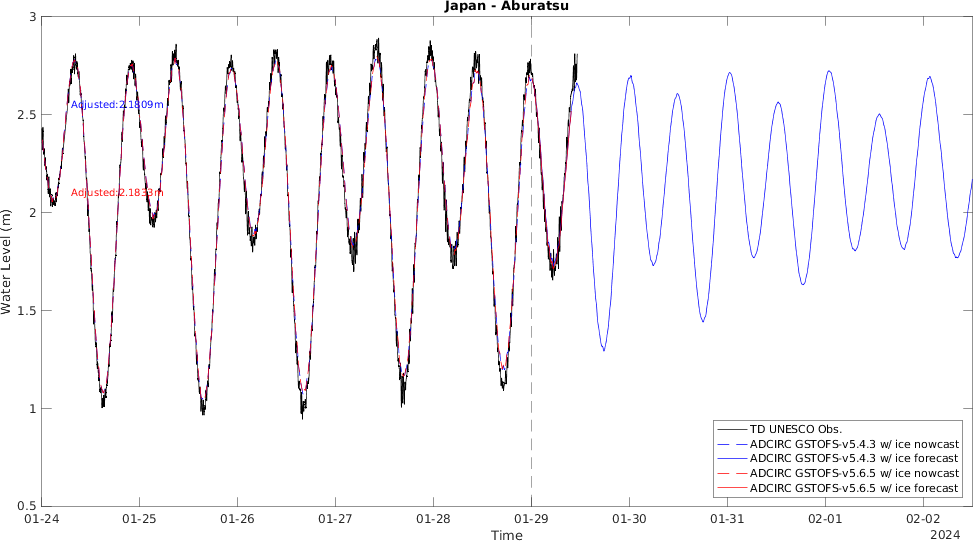 Japan - Aburatsu
3
2.5
2
1.5
1
0.5
Water Level (m)
Adjusted:2.1809m
Adjusted:2.1833m
TD UNESCO Obs.
ADCIRC GSTOFS-v5.4.3 w/ ice nowcast
ADCIRC GSTOFS-v5.4.3 w/ ice forecast
ADCIRC GSTOFS-v5.6.5 w/ ice nowcast
ADCIRC GSTOFS-v5.6.5 w/ ice forecast
01-24 01-25 01-26 01-27 01-28 01-29 01-30 01-31 02-01 02-02
Time
2024